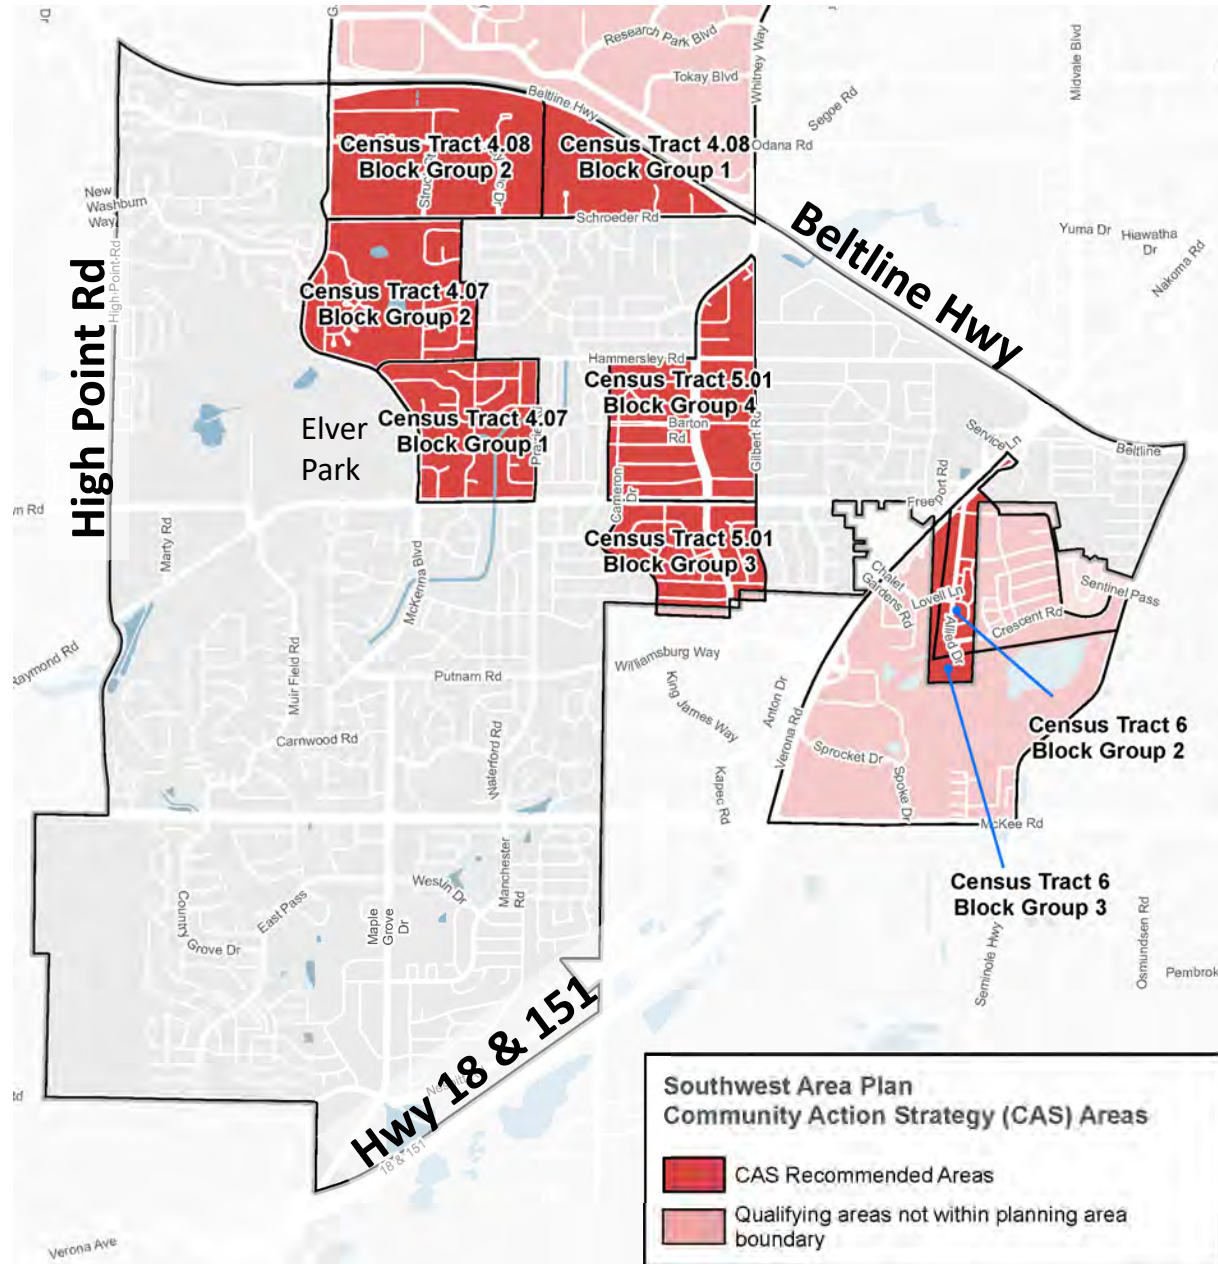 Dr
Research Park Blvd
Tokay Blvd
Whitney Way
Segoe Rd
Midvale Blvd
Beltline Hwy
Odana Rd
Census Tract 4.08
Block Group 2
Census Tract 4.08
Block Group 1
Schroeder Rd
New
Washburn
Way
High Point Rd
High Point Rd
Beltline Hwy
Yuma Dr
Hiawatha
Dr
Nakoma Rd
Census Tract 4.07
Block Group 2
Hammersley Rd
Census Tract 5.01
Block Group 4
Barton
Rd
Gilbert Rd
Elver
Park
Census Tract 4.07
Block Group 1
Service Ln
Beltline
Cameron
Dr
Marty Rd
McKenna Blvd
Census Tract 5.01
Block Group 3
Chalet
Gardens Rd
Lovell Ln
Allied Dr
Crescent Rd
Sentinel Pass
Raymond Rd
Muir Field Rd
Putnam Rd
Williamsburg Way
King James Way
Anton Dr
Verona Rd
Carnwood Rd
Waterford Rd
Kapec Rd
Sprocket Dr
Spoke Dr
McKee Rd
Census Tract 6
Block Group 2
Census Tract 6
Block Group 3
Country Grove Dr
East Pass
Maple
Grove
Dr
Westin Dr
Manchester
Rd
Seminole Hwy
Osmundsen Rd
Pembrok
Hwy 18 & 151
18 & 151
Verona Ave
Southwest Area Plan
Community Action Strategy (CAS) Areas
CAS Recommended Areas
Qualifying areas not within planning area
boundary